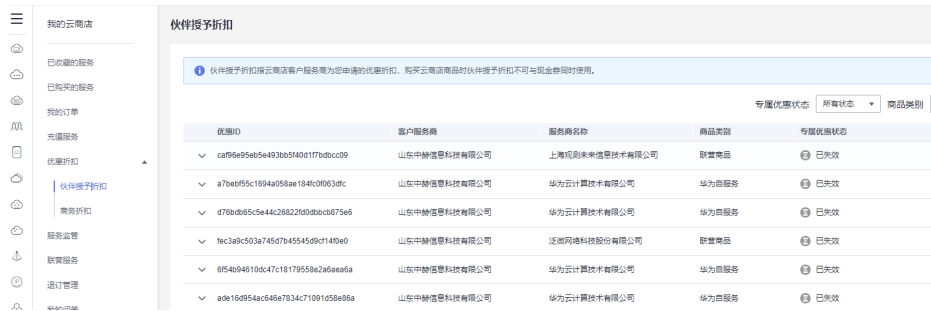 我的云商店
伙伴授予折扣
已收藏的服务
伙伴授予折扣指云商店客户服务商为您申请的优惠折扣，购买云商店商品时伙伴授予折扣不可与现金券同时使用。
已购买的服务
我的订单
专属优惠状态 所有状态 商品类别
充值服务
优惠ID 客户服务商 服务商名称 商品类别 专属优惠状态
优惠折扣
caf96e95eb5e493bb5f40d1f7bdbcc09 山东中赫信息科技有限公司 上海观测未来信息技术有限公司 联营商品 已失效
伙伴授予折扣
a7bebf55c1694a058ae184fc0f063dfc 山东中赫信息科技有限公司 华为云计算技术有限公司 华为自服务 已失效
商务折扣
d76bdb65c5e44c26822fd0dbbcb875e6 山东中赫信息科技有限公司 华为云计算技术有限公司 华为自服务 已失效
服务监管
fec3a9c503a745d7b45545d9cf14f0e0 山东中赫信息科技有限公司 泛微网络科技股份有限公司 联营商品 已失效
联营服务
6f54b94610dc47c18179558e2a6aea6a 山东中赫信息科技有限公司 华为云计算技术有限公司 华为自服务 已失效
退订管理
ade16d954ac646e7834c71091d58e86a 山东中赫信息科技有限公司 华为云计算技术有限公司 华为自服务 已失效
我的问答